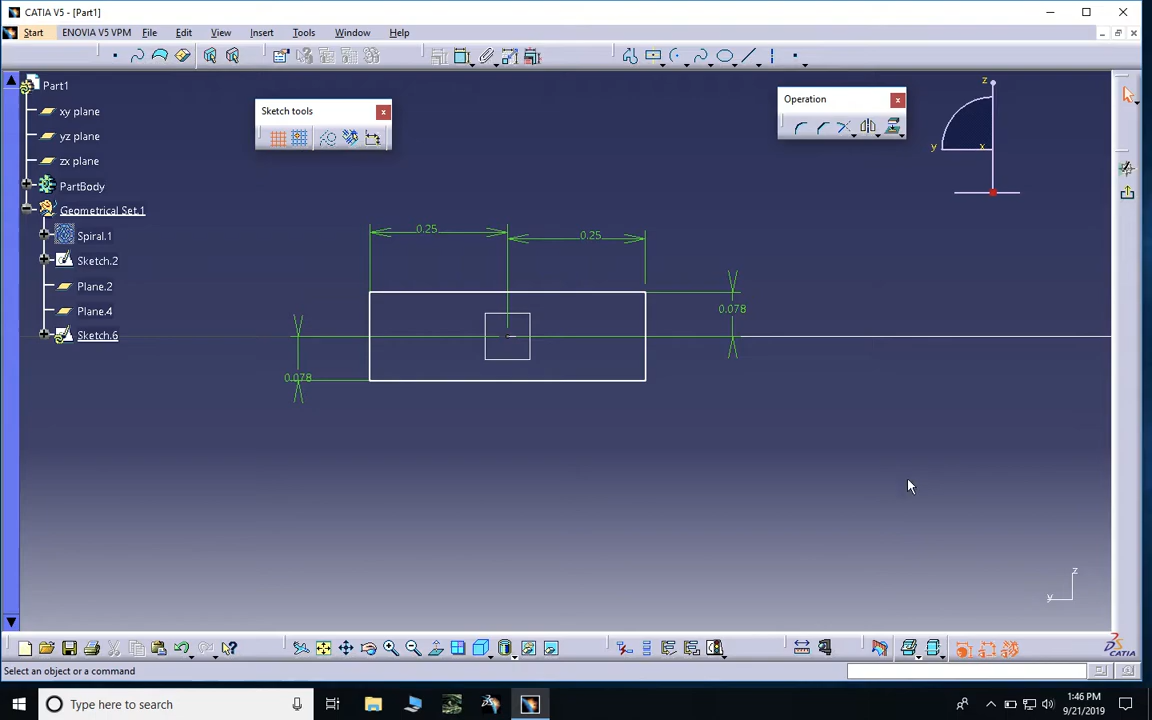 CATIA V5 - [Part1]
Start ENOVIA V5 VPM File Edit View Insert Tools Window Help
Part1
xy plane
yz plane
zx plane
PartBody
Geometrical Set.1
Spiral.1
Sketch.2
Plane.2
Plane.4
Sketch.6
Sketch tools
Operation
z
y
x
0.25
0.25
0.078
0.078
z
y
CATIA
Select an object or a command
Type here to search
1:46 PM
9/21/2019